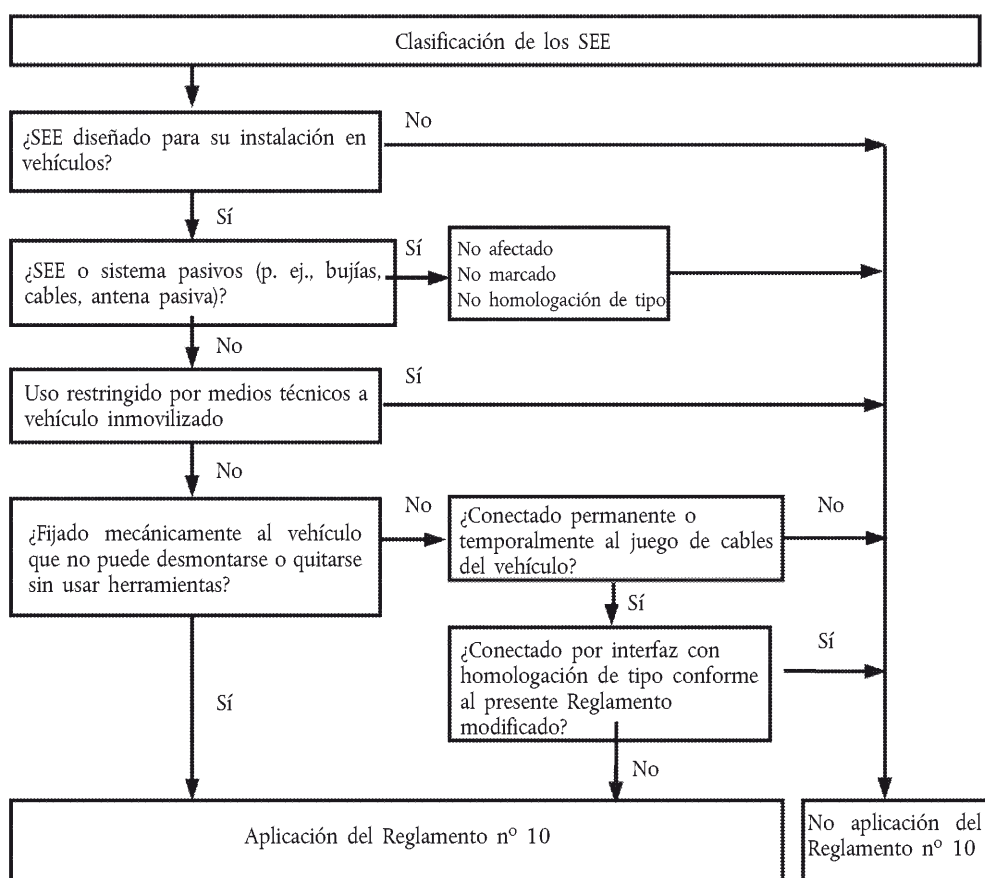 Clasificación de los SEE
No
¿SEE diseñado para su instalación en
vehículos?
Sí
¿SEE o sistema pasivos (p. ej., bujías,
cables, antena pasiva)?
Sí
No afectado
No marcado
No homologación de tipo
No
Uso restringido por medios técnicos a
vehículo inmovilizado
Sí
No
¿Fijado mecánicamente al vehículo
que no puede desmontarse o quitarse
sin usar herramientas?
No
¿Conectado permanente o
temporalmente al juego de cables
del vehículo?
No
Sí
¿Conectado por interfaz con
homologación de tipo conforme
al presente Reglamento
modificado?
Sí
Sí
No
Aplicación del Reglamento nº 10
No aplicación del
Reglamento nº 10